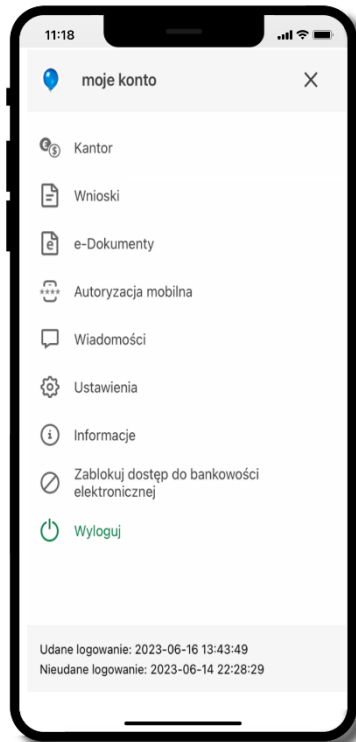 11:18
moje konto
Kantor
Wnioski
e-Dokumenty
Autoryzacja mobilna
Wiadomości
Ustawienia
Informacje
Zablokuj dostęp do bankowości
elektronicznej
Wyloguj
Udane logowanie: 2023-06-16 13:43:49
Nieudane logowanie: 2023-06-14 22:28:29